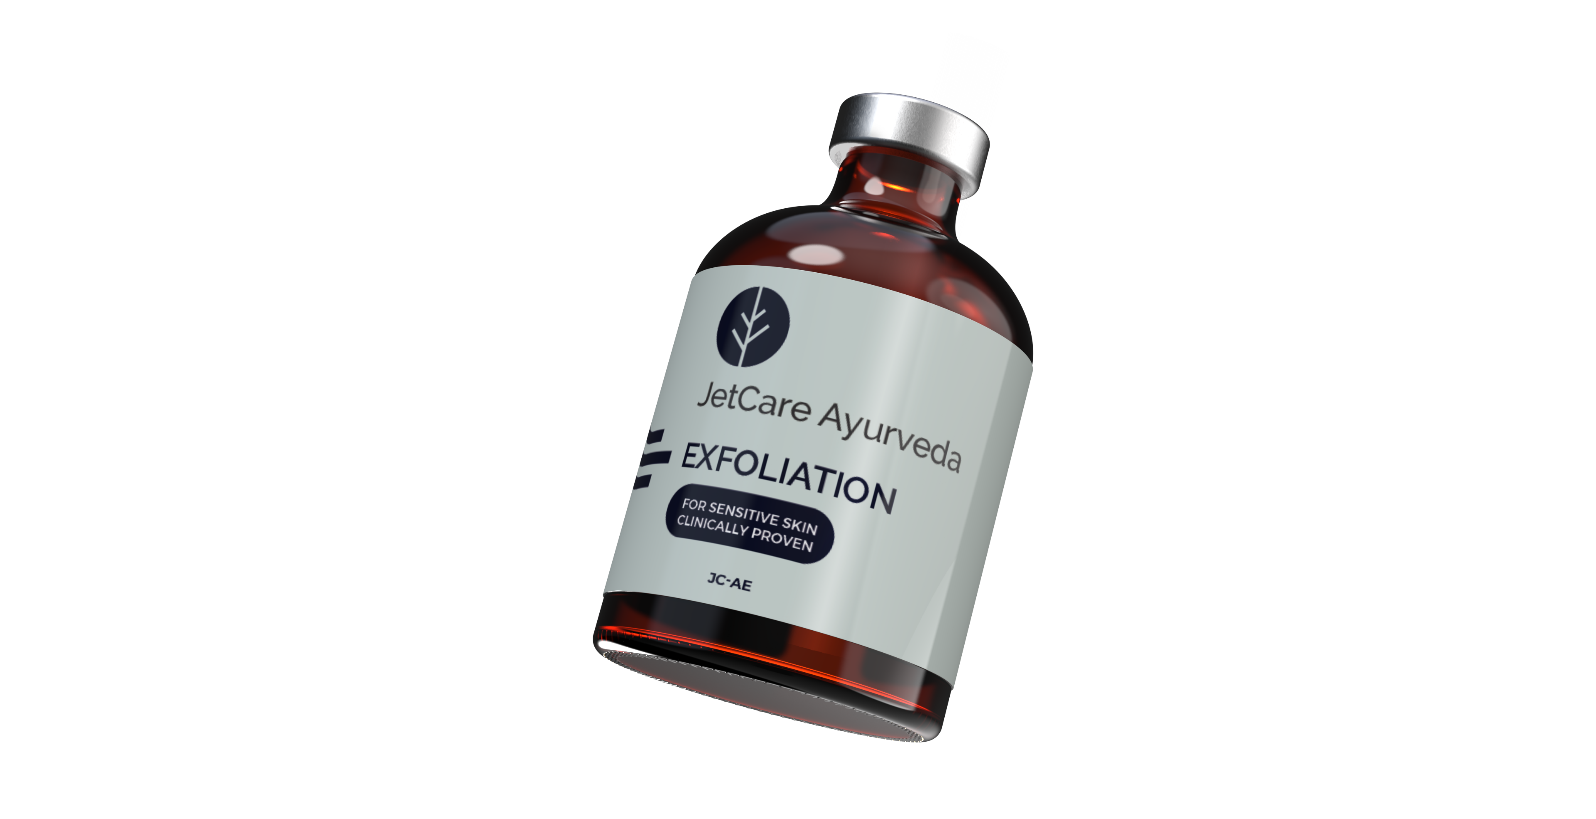 JetCare Ayurveda
EXFOLIATION
FOR SENSITIVE SKIN
CLINICALLY PROVEN
JC-AE